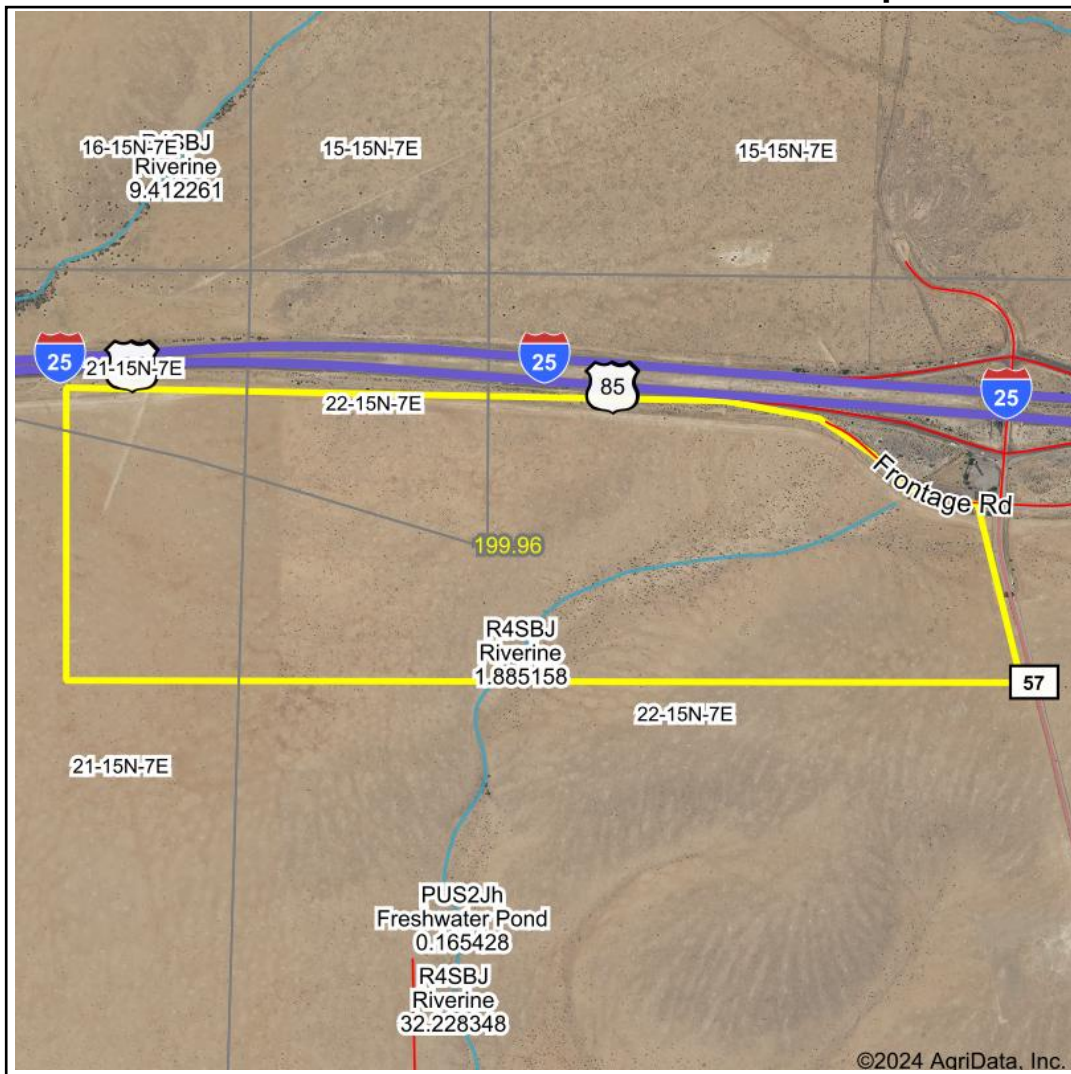 16-15N-7E
R4SBJ
Riverine
9.412261
15-15N-7E
15-15N-7E
25
21-15N-7E
25
85
25
22-15N-7E
Frontage Rd
199.96
R4SBJ
Riverine
1.885158
57
22-15N-7E
21-15N-7E
PUS2Jh
Freshwater Pond
0.165428
R4SBJ
Riverine
32.228348
©2024 AgriData, Inc.